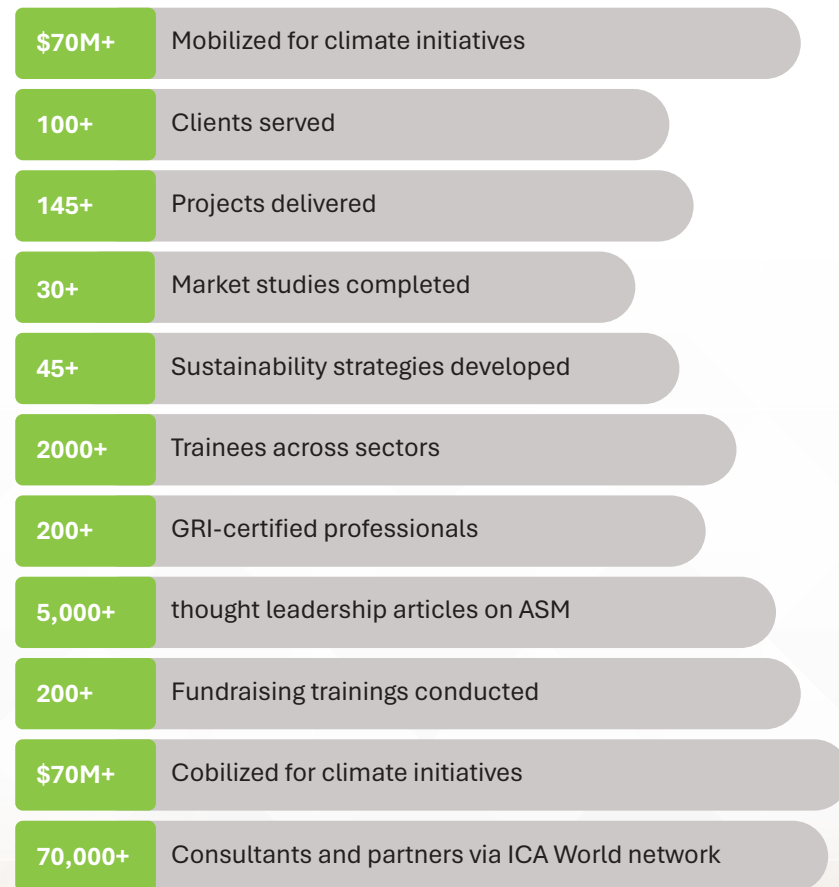 $70M+ Mobilized for climate initiatives
100+ Clients served
145+ Projects delivered
30+ Market studies completed
45+ Sustainability strategies developed
2000+ Trainees across sectors
200+ GRI-certified professionals
5,000+ thought leadership articles on ASM
200+ Fundraising trainings conducted
$70M+ Cobilized for climate initiatives
70,000+ Consultants and partners via ICA World network